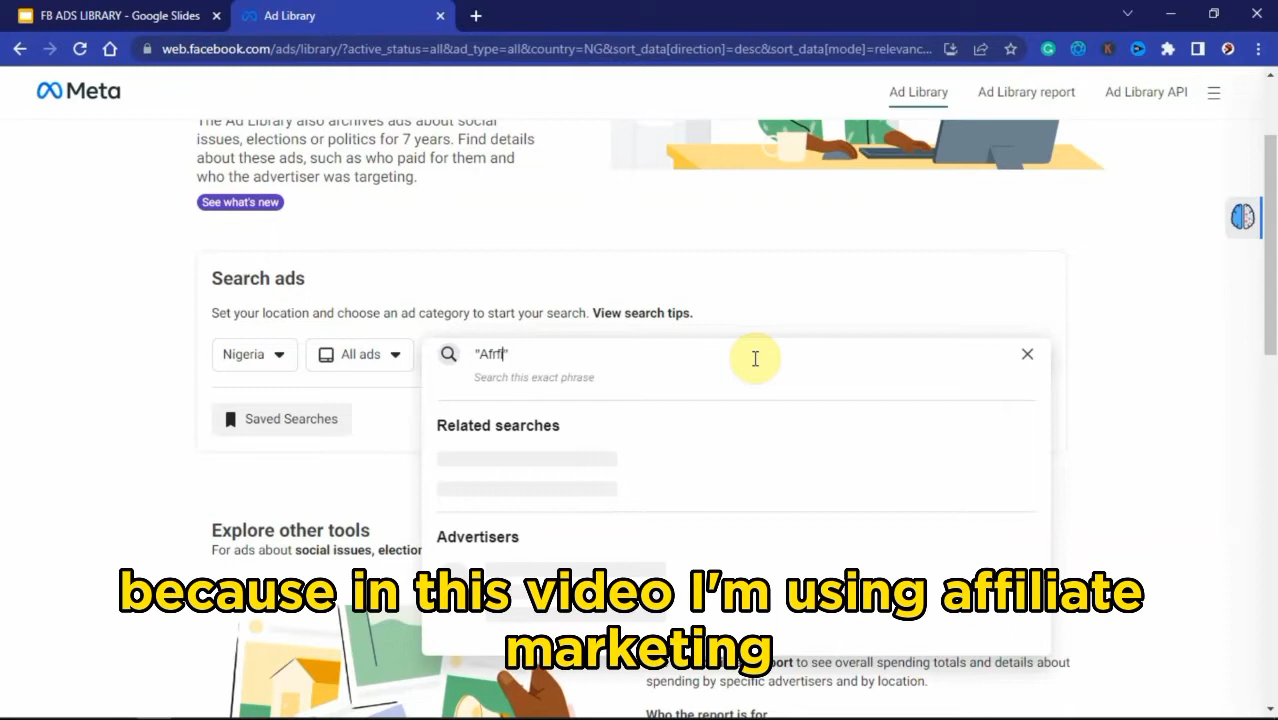 FB ADS LIBRARY - Google Slides
Ad Library
web.facebook.com/ads/library/?active_status=all&ad_type=all&country=NG&sort_data[direction]=desc&sort_data[mode]=relevanc...
Meta
Ad Library
Ad Library report
Ad Library API
The Ad Library also archives ads about social
issues, elections or politics for 7 years. Find details
about these ads, such as who paid for them and
who the advertiser was targeting.
See what's new
Search ads
Set your location and choose an ad category to start your search. View search tips.
Nigeria
All ads
"Afrfi"
Search this exact phrase
Saved Searches
Related searches
Advertisers
Explore other tools
For ads about social issues, election
because in this video I'm using affiliate
marketing
port to see overall spending totals and details about
spending by specific advertisers and by location.
Who the report is for